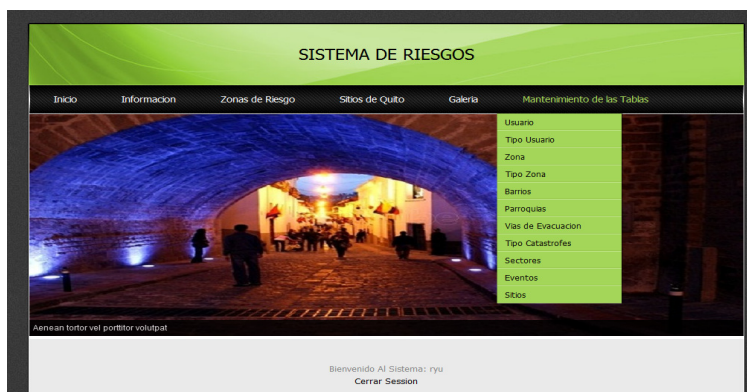 SISTEMA DE RIESGOS
Inicio Informacion Zonas de Riesgo Sitios de Quito Galeria Mantenimiento de las Tablas
Usuario
Tipo Usuario
Zona
Tipo Zona
Barrios
Parroquias
Vias de Evacuacion
Tipo Catastrofes
Sectores
Eventos
Sitios
Aenean tortor vel porttitor volutpat
Bienvenido Al Sistema: ryu
Cerrar Session